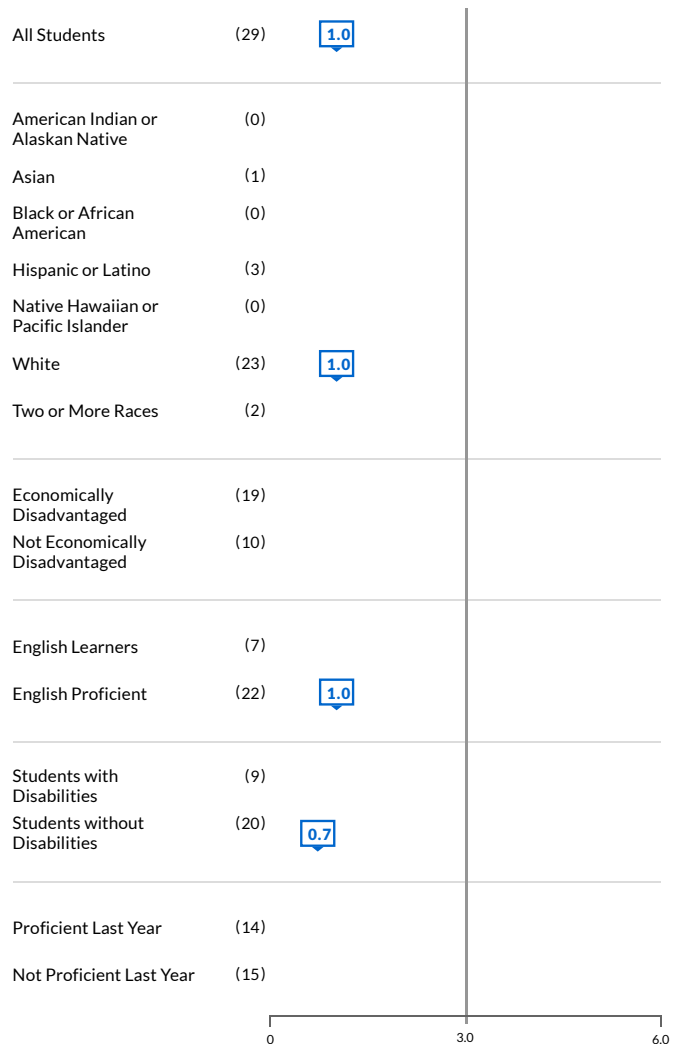 All Students (29) 1.0
American Indian or (0)
Alaskan Native
Asian (1)
Black or African (0)
American
Hispanic or Latino (3)
Native Hawaiian or (0)
Pacific Islander
White (23) 1.0
Two or More Races (2)
Economically (19)
Disadvantaged
Not Economically (10)
Disadvantaged
English Learners (7)
English Proficient (22) 1.0
Students with (9)
Disabilities
Students without (20) 0.7
Disabilities
Proficient Last Year (14)
Not Proficient Last Year (15)
0 3.0 6.0